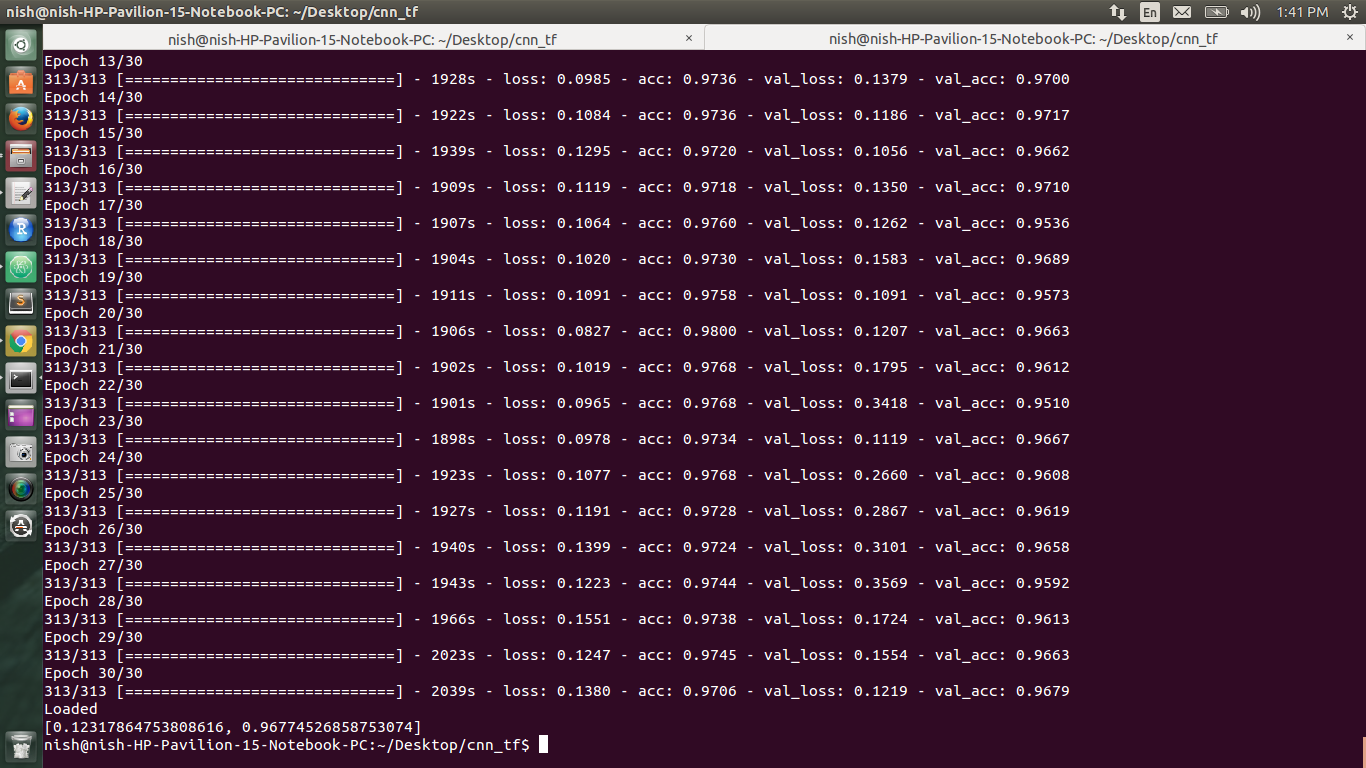 nish@nish-HP-Pavilion-15-Notebook-PC: ~/Desktop/cnn_tf
En
1:41 PM
nish@nish-HP-Pavilion-15-Notebook-PC: ~/Desktop/cnn_tf ×
nish@nish-HP-Pavilion-15-Notebook-PC: ~/Desktop/cnn_tf ×
Epoch 13/30
313/313 [==============================] - 1928s - loss: 0.0985 - acc: 0.9736 - val_loss: 0.1379 - val_acc: 0.9700
Epoch 14/30
313/313 [==============================] - 1922s - loss: 0.1084 - acc: 0.9736 - val_loss: 0.1186 - val_acc: 0.9717
Epoch 15/30
313/313 [==============================] - 1939s - loss: 0.1295 - acc: 0.9720 - val_loss: 0.1056 - val_acc: 0.9662
Epoch 16/30
313/313 [==============================] - 1909s - loss: 0.1119 - acc: 0.9718 - val_loss: 0.1350 - val_acc: 0.9710
Epoch 17/30
313/313 [==============================] - 1907s - loss: 0.1064 - acc: 0.9760 - val_loss: 0.1262 - val_acc: 0.9536
Epoch 18/30
313/313 [==============================] - 1904s - loss: 0.1020 - acc: 0.9730 - val_loss: 0.1583 - val_acc: 0.9689
Epoch 19/30
313/313 [==============================] - 1911s - loss: 0.1091 - acc: 0.9758 - val_loss: 0.1091 - val_acc: 0.9573
Epoch 20/30
313/313 [==============================] - 1906s - loss: 0.0827 - acc: 0.9800 - val_loss: 0.1207 - val_acc: 0.9663
Epoch 21/30
313/313 [==============================] - 1902s - loss: 0.1019 - acc: 0.9768 - val_loss: 0.1795 - val_acc: 0.9612
Epoch 22/30
313/313 [==============================] - 1901s - loss: 0.0965 - acc: 0.9768 - val_loss: 0.3418 - val_acc: 0.9510
Epoch 23/30
313/313 [==============================] - 1898s - loss: 0.0978 - acc: 0.9734 - val_loss: 0.1119 - val_acc: 0.9667
Epoch 24/30
313/313 [==============================] - 1923s - loss: 0.1077 - acc: 0.9768 - val_loss: 0.2660 - val_acc: 0.9608
Epoch 25/30
313/313 [==============================] - 1927s - loss: 0.1191 - acc: 0.9728 - val_loss: 0.2867 - val_acc: 0.9619
Epoch 26/30
313/313 [==============================] - 1940s - loss: 0.1399 - acc: 0.9724 - val_loss: 0.3101 - val_acc: 0.9658
Epoch 27/30
313/313 [==============================] - 1943s - loss: 0.1223 - acc: 0.9744 - val_loss: 0.3569 - val_acc: 0.9592
Epoch 28/30
313/313 [==============================] - 1966s - loss: 0.1551 - acc: 0.9738 - val_loss: 0.1724 - val_acc: 0.9613
Epoch 29/30
313/313 [==============================] - 2023s - loss: 0.1247 - acc: 0.9745 - val_loss: 0.1554 - val_acc: 0.9663
Epoch 30/30
313/313 [==============================] - 2039s - loss: 0.1380 - acc: 0.9706 - val_loss: 0.1219 - val_acc: 0.9679
Loaded
[0.12317864753808616, 0.96774526858753074]
nish@nish-HP-Pavilion-15-Notebook-PC:~/Desktop/cnn_tf$